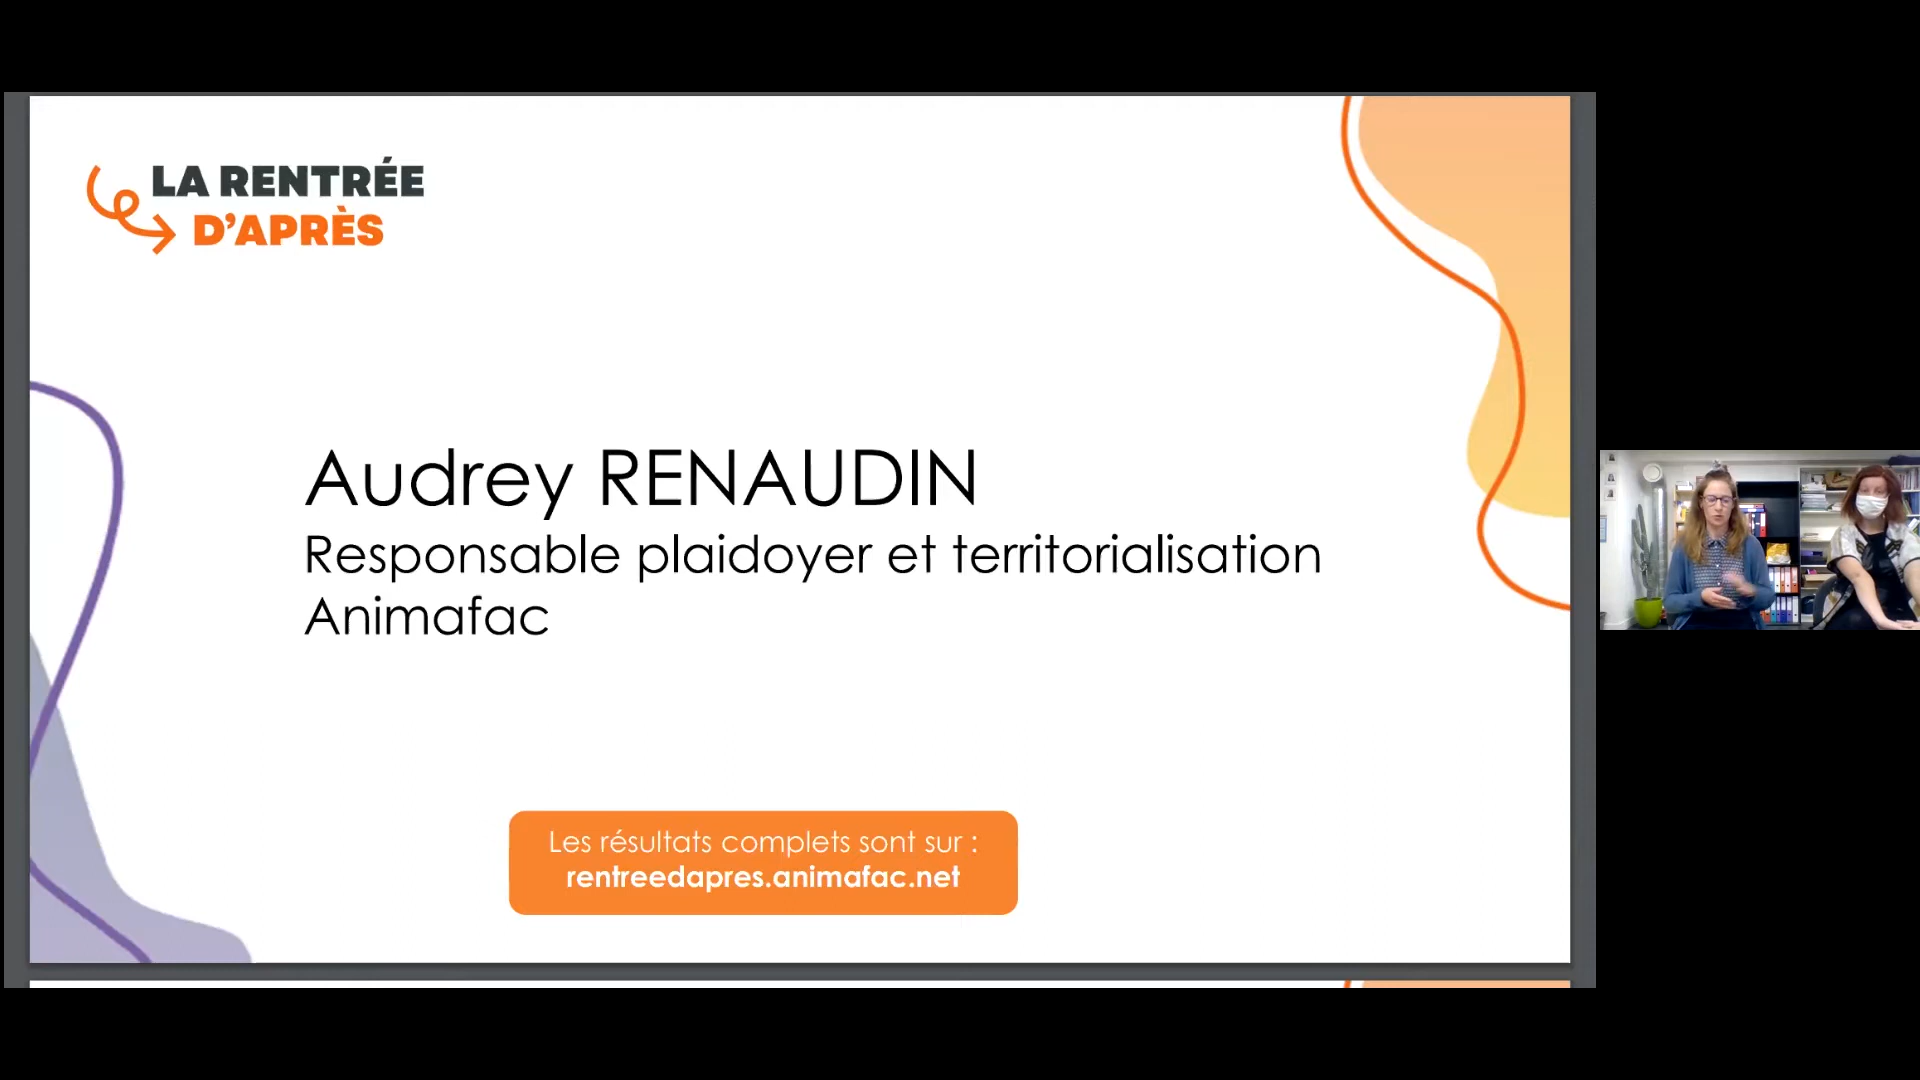 LA RENTRÉE
D'APRÈS
Audrey RENAUDIN
Responsable plaidoyer et territorialisation
Animafac
Les résultats complets sont sur :
rentreedapres.animafac.net